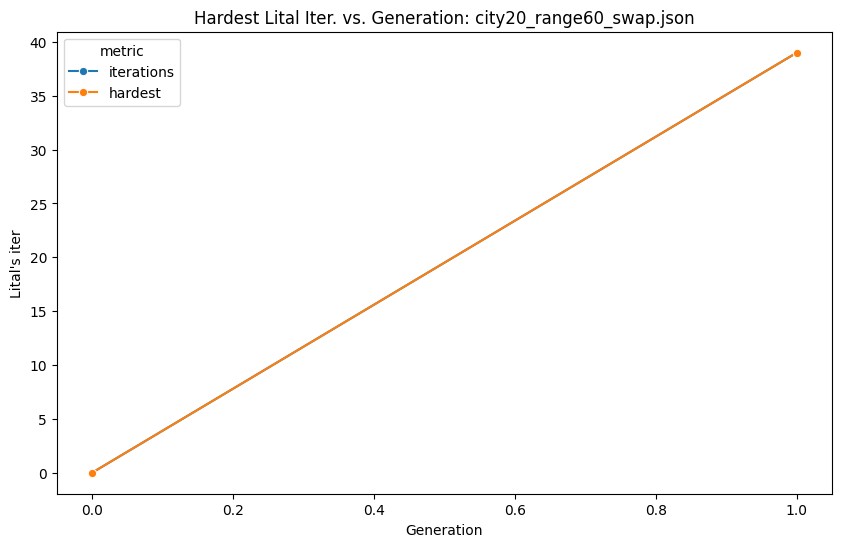 Hardest Lital Iter. vs. Generation: city20_range60_swap.json
metric
iterations
hardest
40
35
30
25
20
15
10
5
0
Lital's iter
0.0 0.2 0.4 0.6 0.8 1.0
Generation